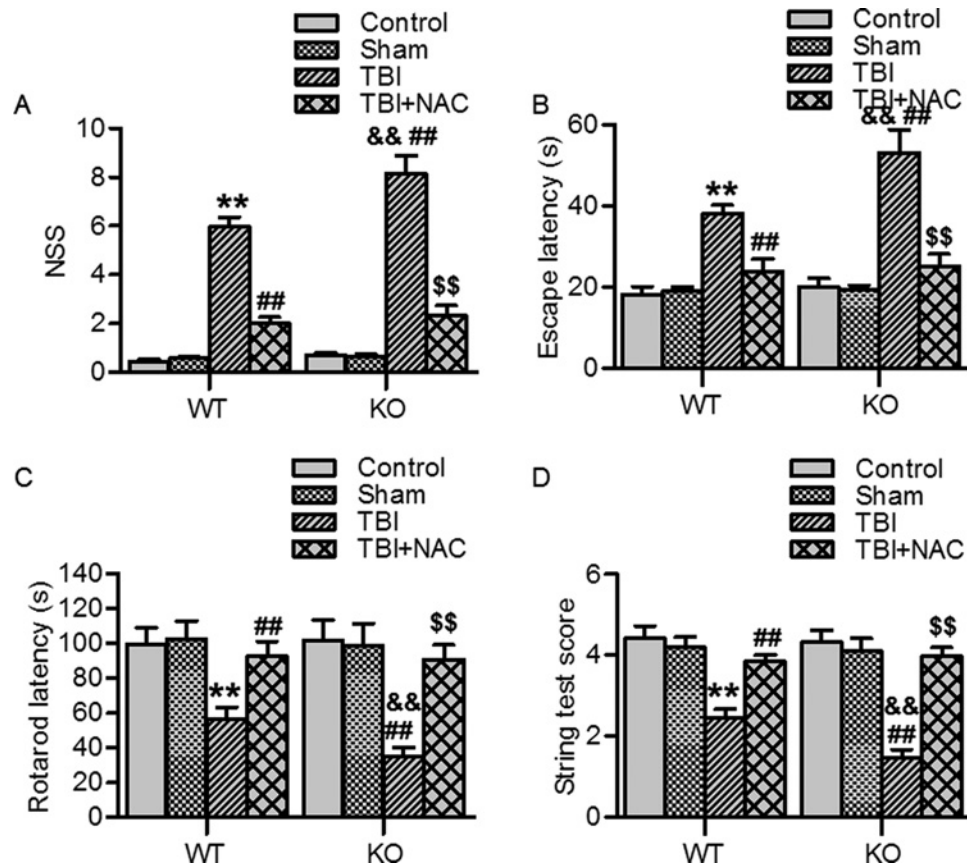 A
Control
Sham
TBI
TBI+NAC
NSS
10
8
6
4
2
0
**
##
&& ##
$$
WT
KO
B
Control
Sham
TBI
TBI+NAC
Escape latency (s)
60
40
20
0
**
##
&& ##
$$
WT
KO
C
Control
Sham
TBI
TBI+NAC
Rotarod latency (s)
140
120
100
80
60
40
20
0
**
##
&&
##
$$
WT
KO
D
Control
Sham
TBI
TBI+NAC
String test score
6
4
2
0
**
##
&&
##
$$
WT
KO